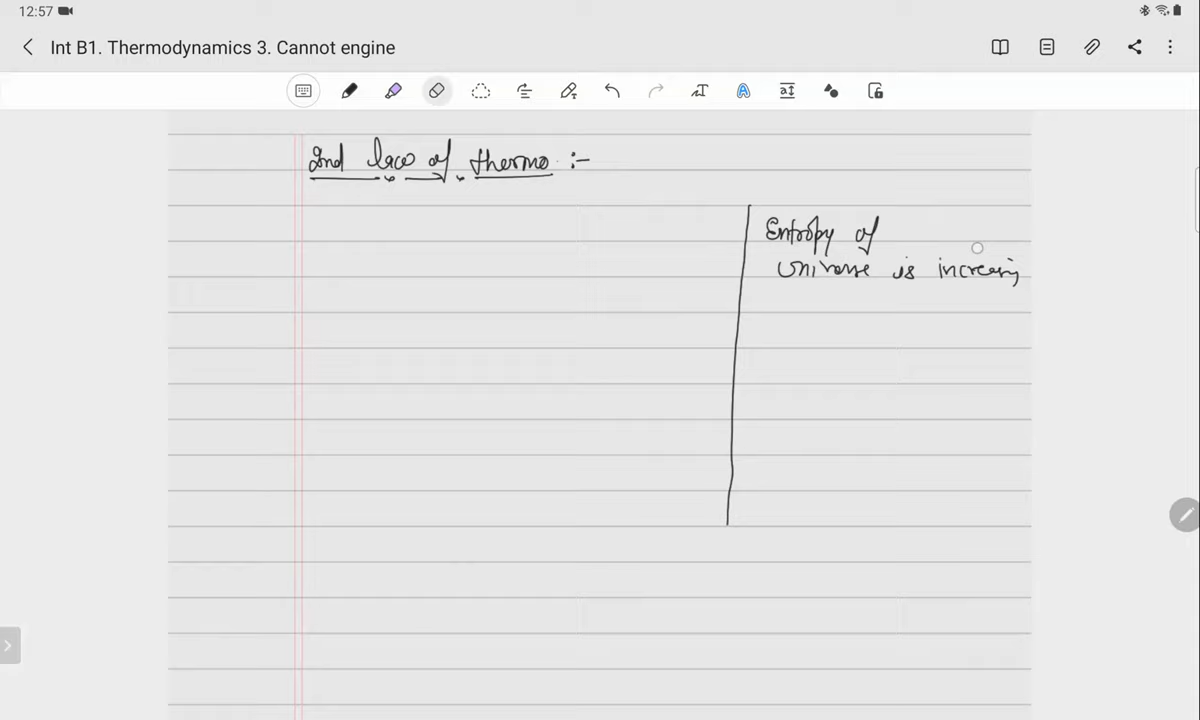 12:57
Int B1. Thermodynamics 3. Cannot engine
2nd law of thermo :-
Entropy of
Universe is increasing